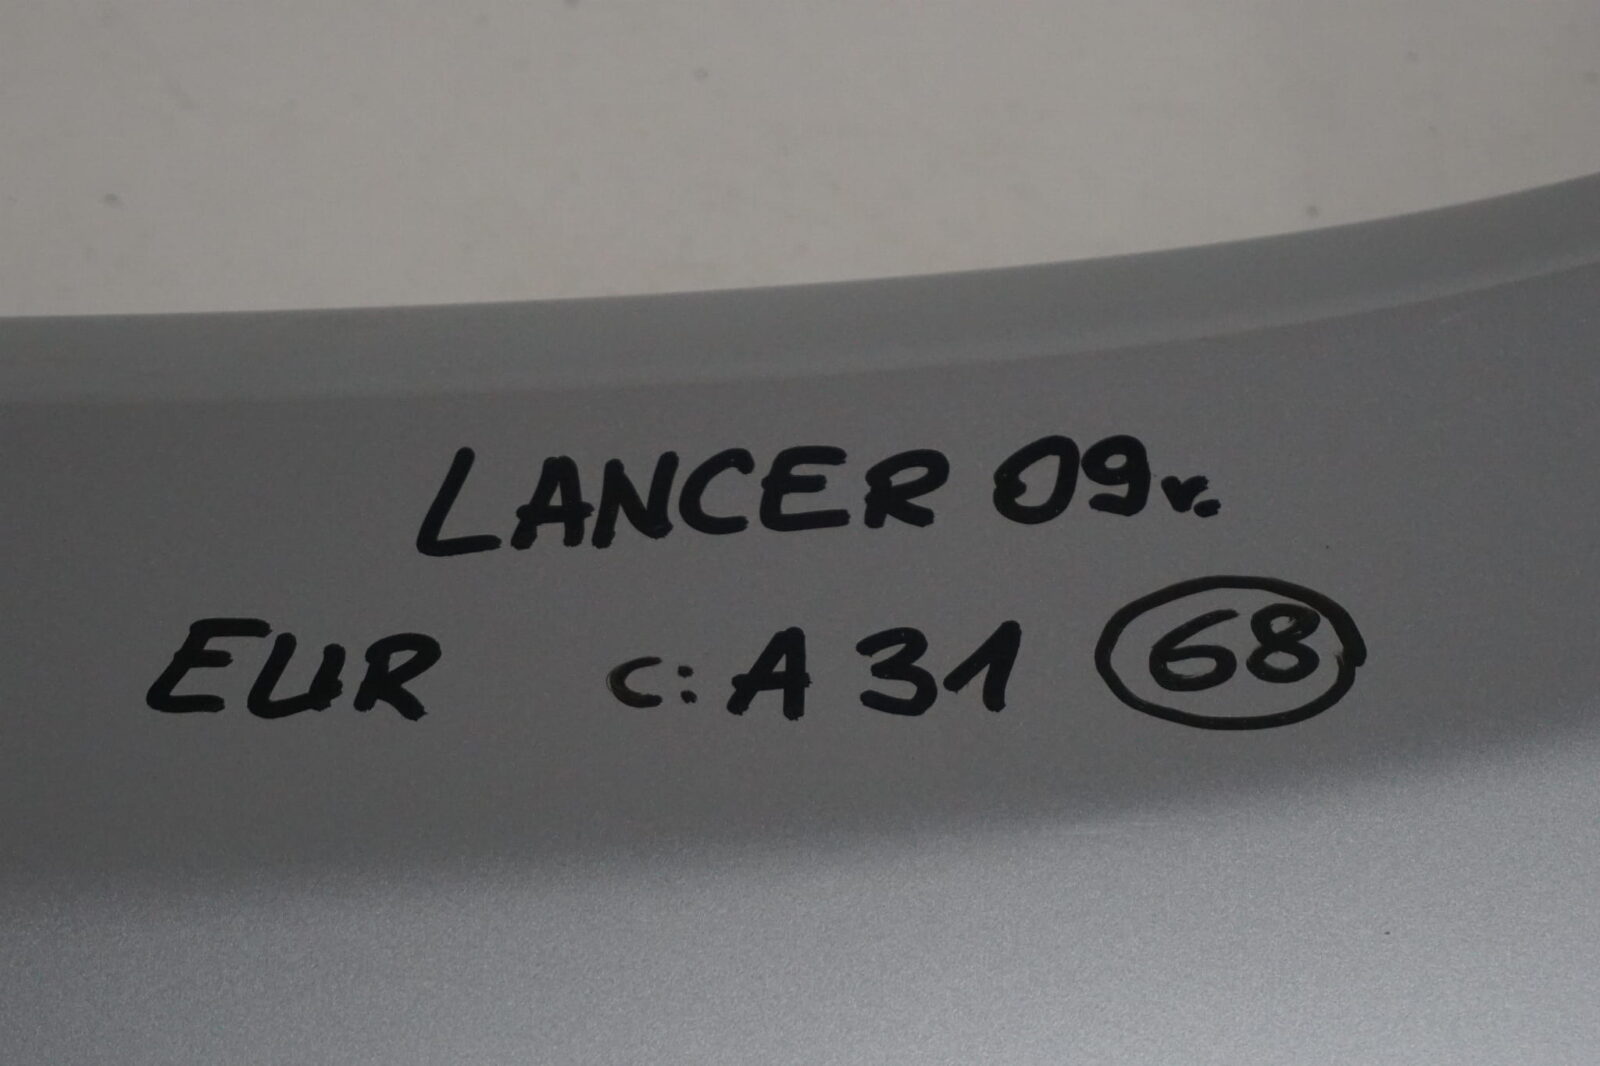 LANCER 09r.
EUR c: A31 68